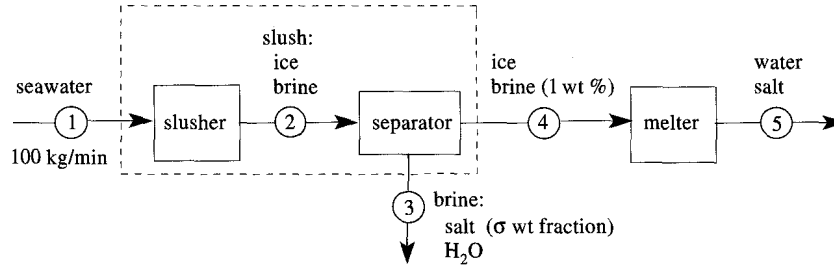 slush:
ice
brine
seawater
1
100 kg/min
slusher
2
separator
ice
brine (1 wt %)
4
melter
water
salt
5
3
brine:
salt (σ wt fraction)
H₂O